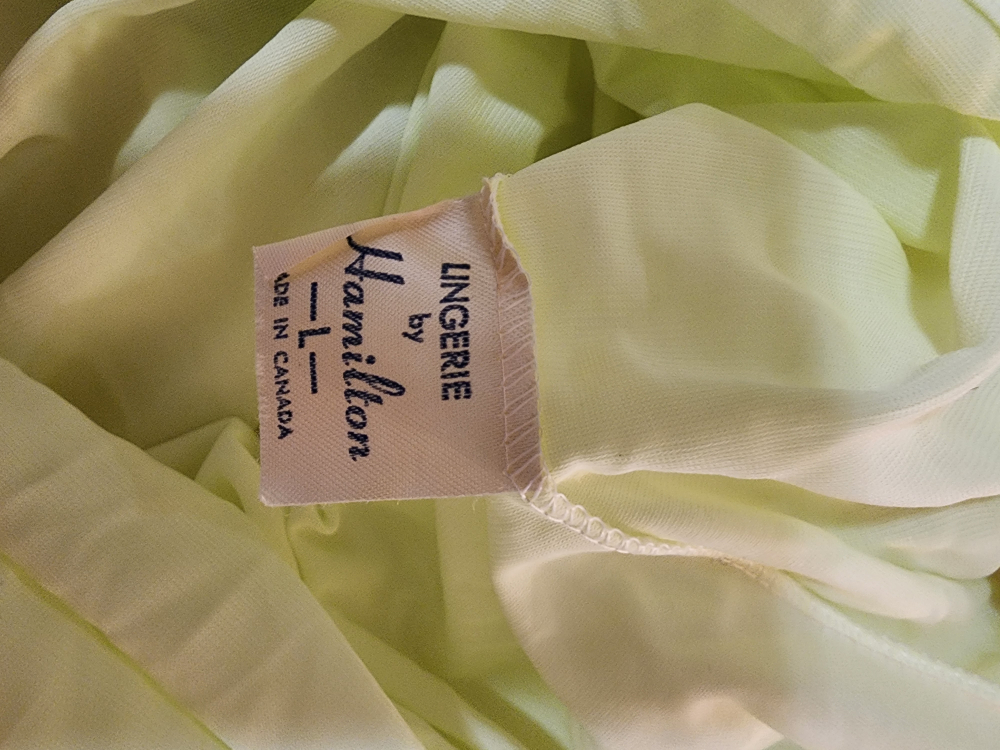 LINGERIE
by
Hamilton
—L—
ADE IN CANADA